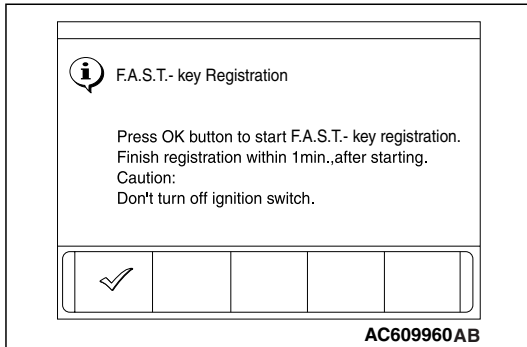 F.A.S.T.- key Registration
Press OK button to start F.A.S.T.- key registration.
Finish registration within 1min.,after starting.
Caution:
Don't turn off ignition switch.
AC609960AB